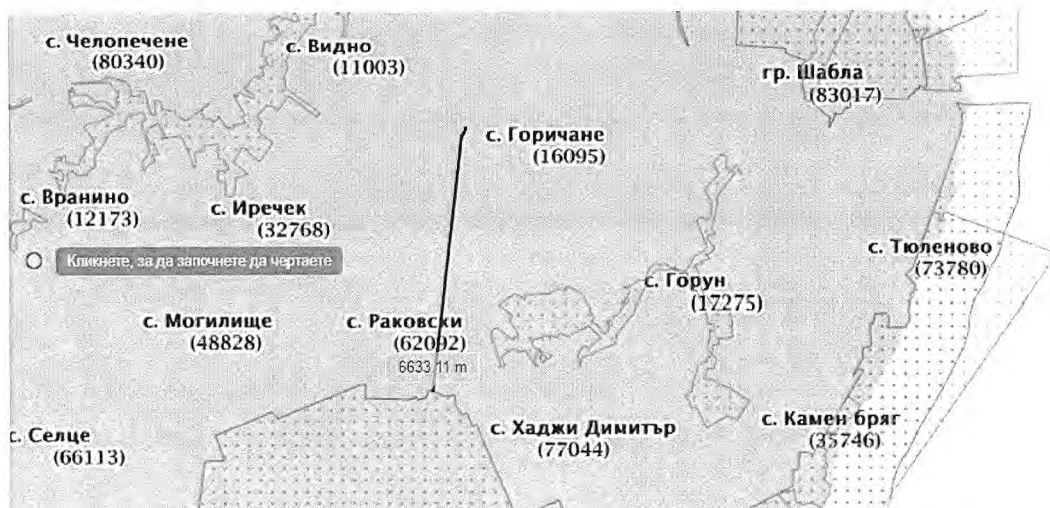 с. Челопечене
(80340)
с. Видно
(11003)
гр. Шабла
(83017)
с. Горичане
(16095)
с. Вранино
(12173)
с. Иречек
(32768)
Кликнете, за да започнете да чертаете
с. Тюленово
(73780)
с. Горун
(17275)
с. Могилище
(48828)
с. Раковски
(62092)
6633.11 m
с. Хаджи Димитър
(77044)
с. Камен бряг
(35746)
с. Селце
(66113)